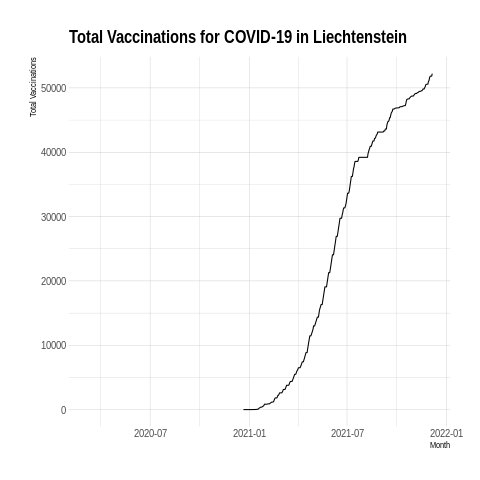 Total Vaccinations for COVID-19 in Liechtenstein
Total Vaccinations
50000
40000
30000
20000
10000
0
2020-07 2021-01 2021-07 2022-01
Month